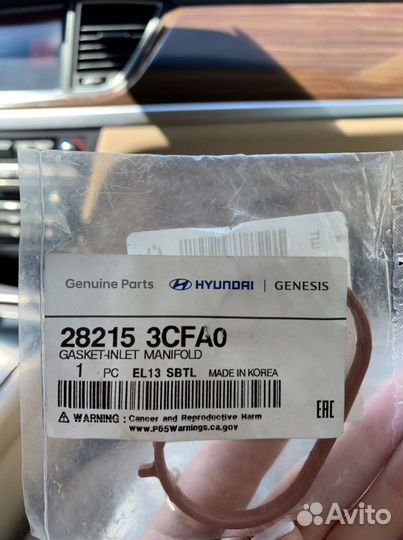 Genuine Parts HYUNDAI | GENESIS
28215 3CFA0
GASKET-INLET MANIFOLD
1 PC EL13 SBTL MADE IN KOREA
⚠ WARNING : Cancer and Reproductive Harm
www.P65Warnings.ca.gov
EAC
Avito